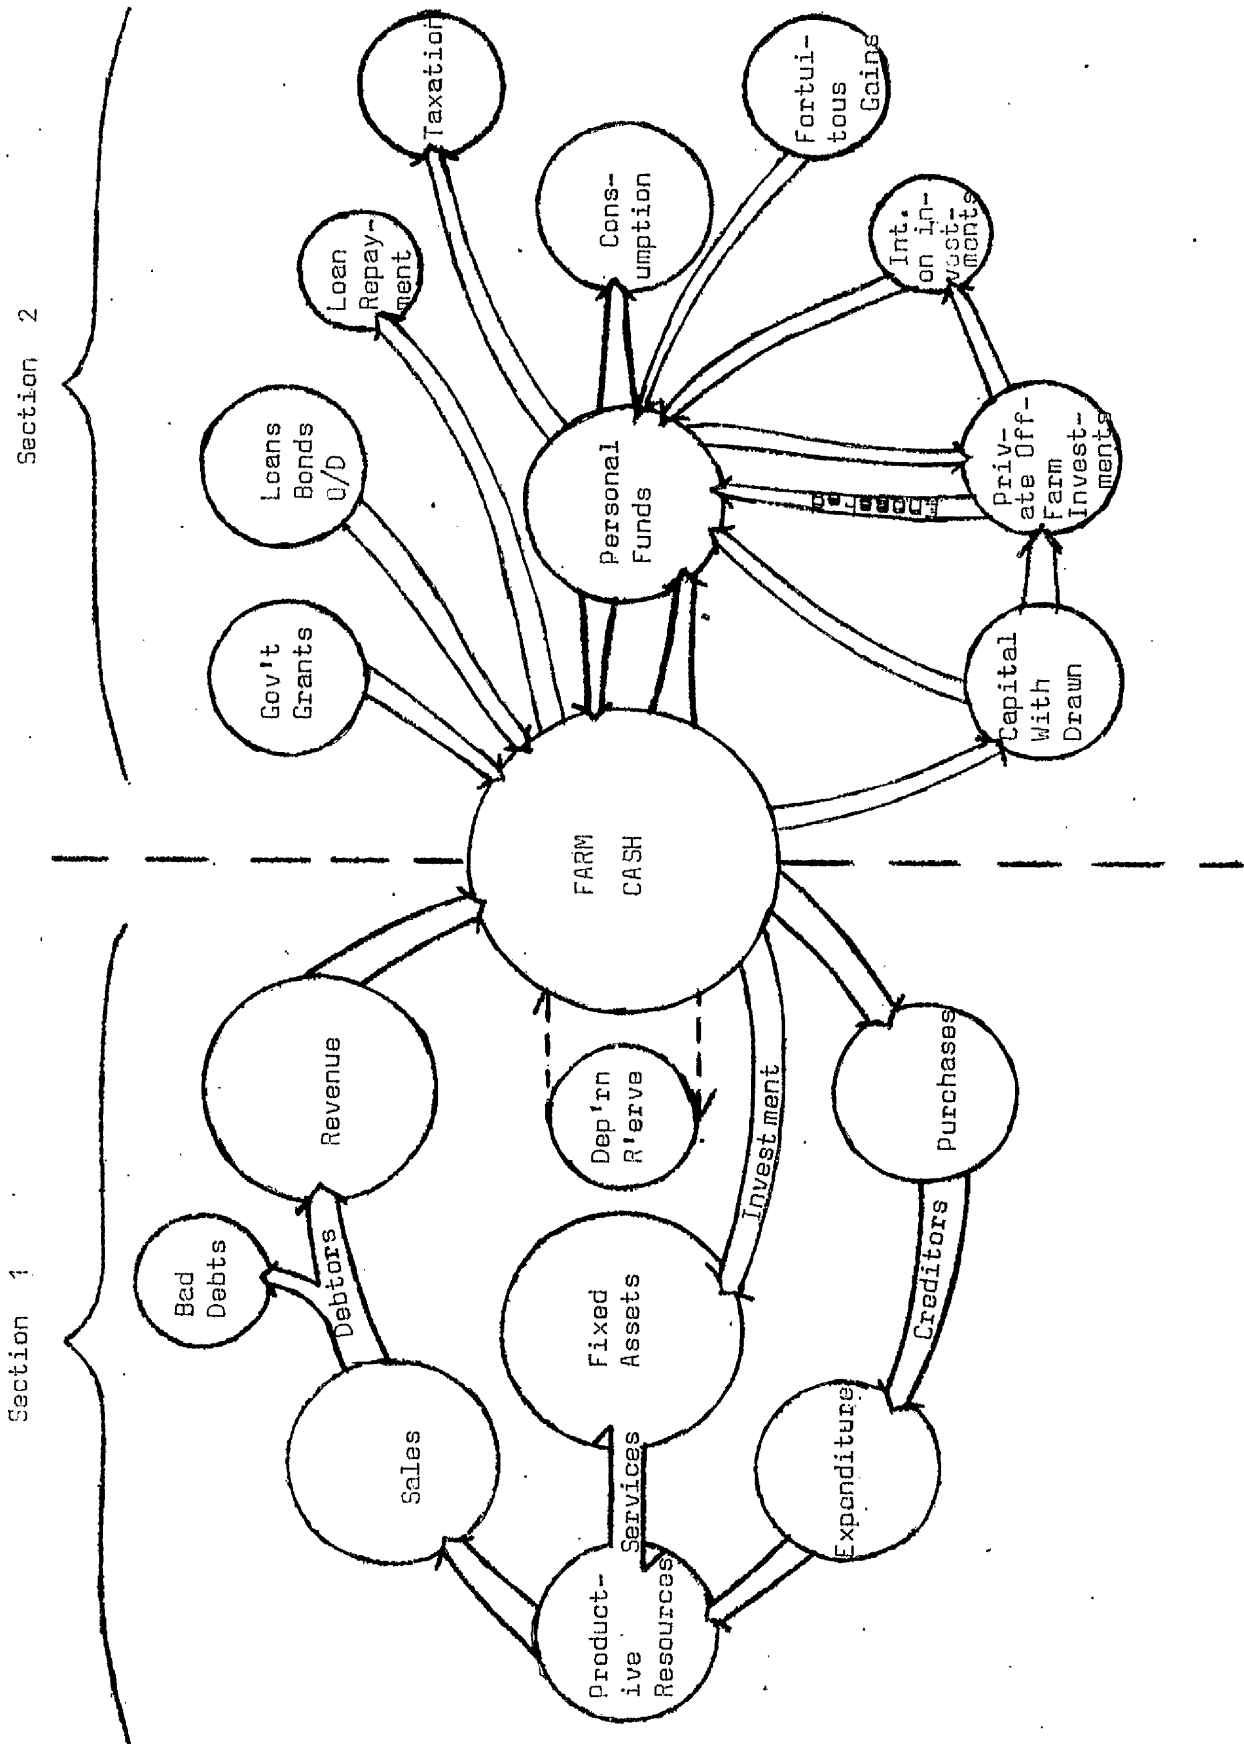 Section 1
Section 2
Bad
Debts
Revenue
Debtors
Sales
Product-
ive
Resources
Services
Fixed
Assets
Dep'rn
R'erve
Investment
Expenditure
Creditors
Purchases
FARM
CASH
Gov't
Grants
Loans
Bonds
O/D
Loan
Repay-
ment
Taxation
Cons-
umption
Fortui-
tous
Gains
Personal
Funds
Int.
on in-
vest-
ments
Priv-
ate Off-
Farm
Invest-
ments
Capital
With
Drawn